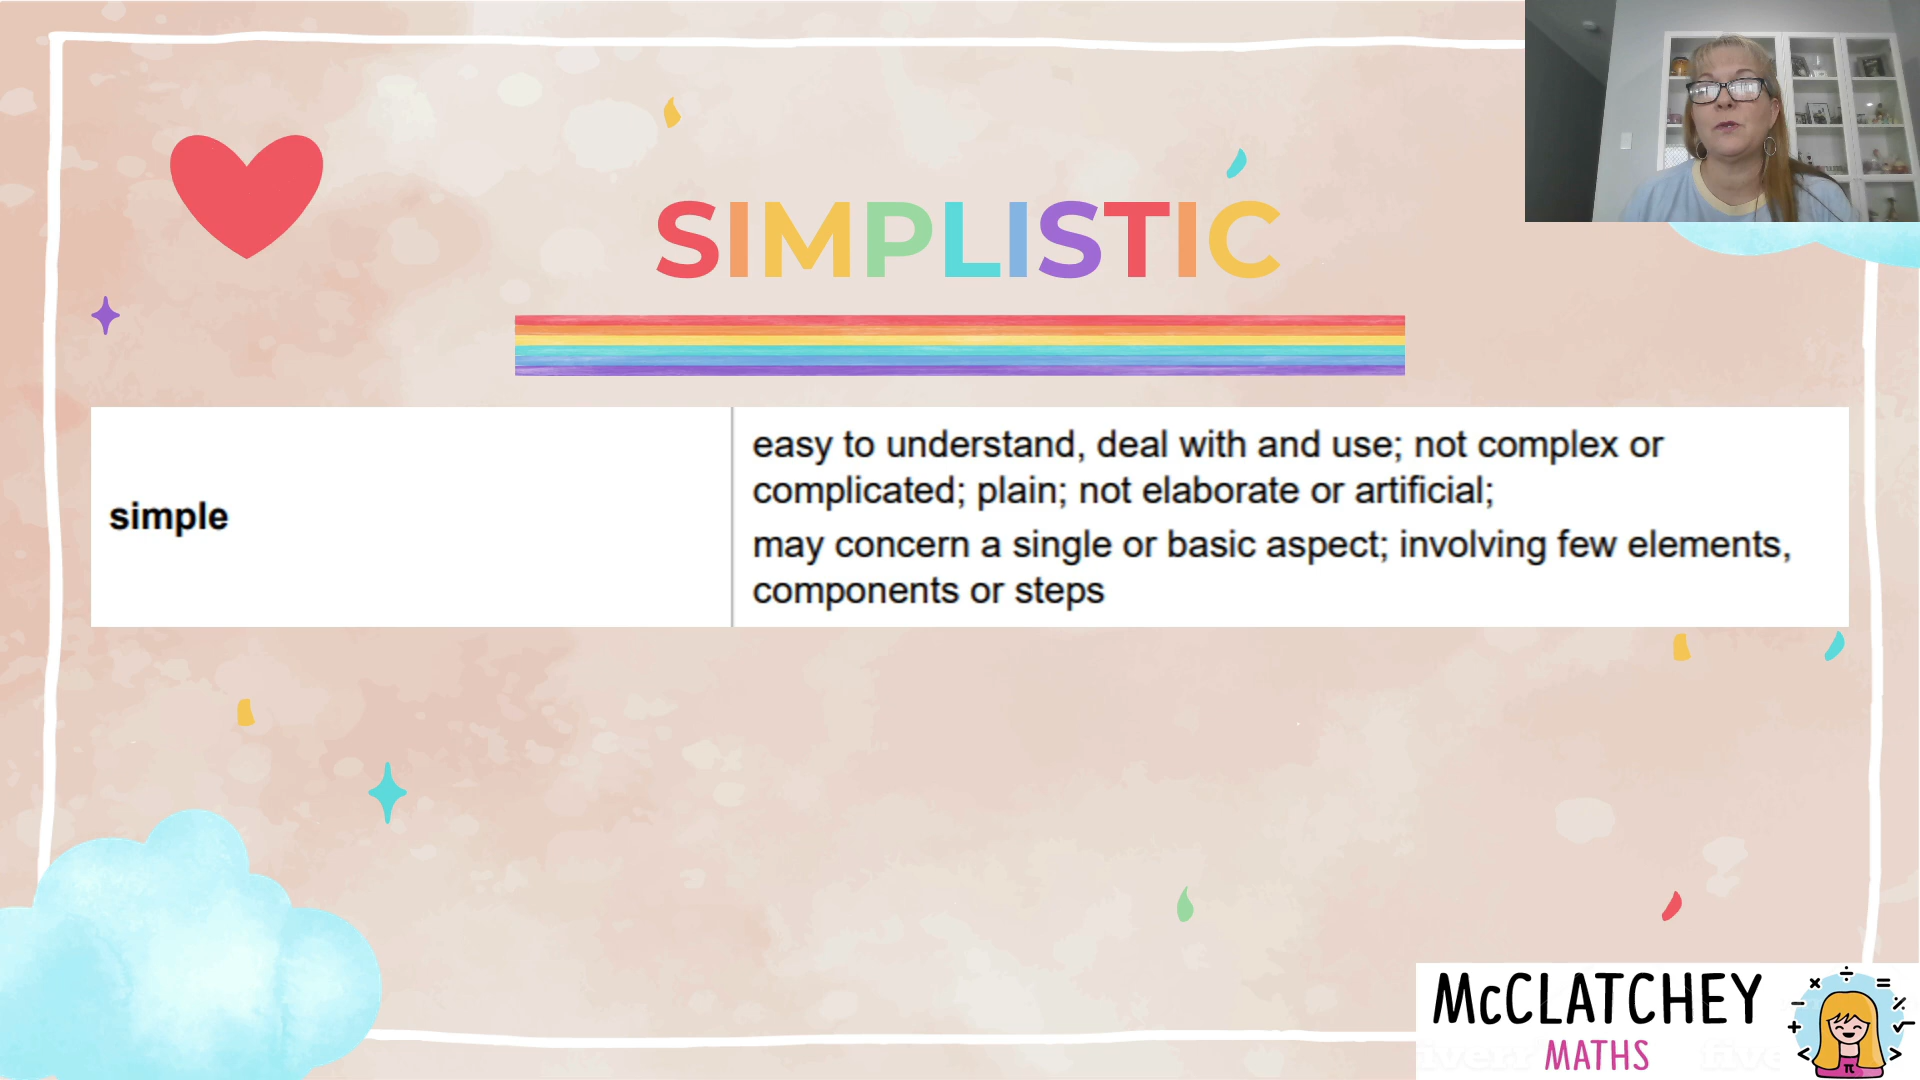 SIMPLISTIC
simple
easy to understand, deal with and use; not complex or
complicated; plain; not elaborate or artificial;
may concern a single or basic aspect; involving few elements,
components or steps
McCLATCHEY
MATHS